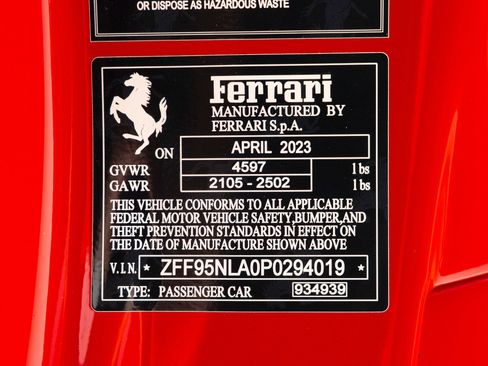 OR DISPOSE AS HAZARDOUS WASTE
Ferrari
MANUFACTURED BY
FERRARI S.p.A.
ON APRIL 2023
GVWR 4597 lbs
GAWR 2105 - 2502 lbs
THIS VEHICLE CONFORMS TO ALL APPLICABLE
FEDERAL MOTOR VEHICLE SAFETY,BUMPER,AND
THEFT PREVENTION STANDARDS IN EFFECT ON
THE DATE OF MANUFACTURE SHOWN ABOVE
V.I.N. * ZFF95NLA0P0294019 *
TYPE: PASSENGER CAR 934939